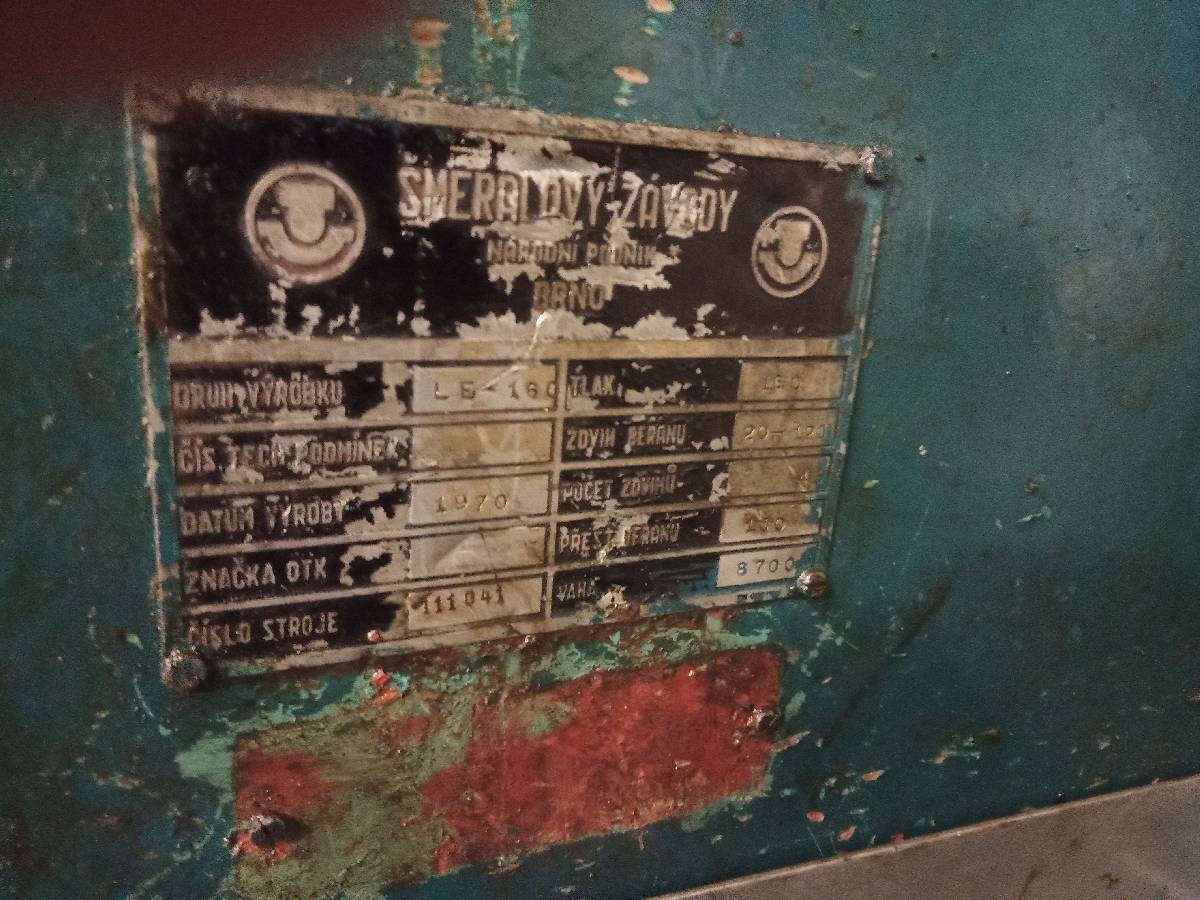 ŠMERALOVY ZÁVODY
NÁRODNÍ PODNIK
BRNO
DRUH VÝROBKU LE-160 TLAK
ČÍS. TECH. PODMÍNEK ZDVIH BERANU 20-120
DATUM VÝROBY 1970 POČET ZDVIHŮ
ZNAČKA OTK PŘEST. BERANU
ČÍSLO STROJE 111041 VÁHA 8700